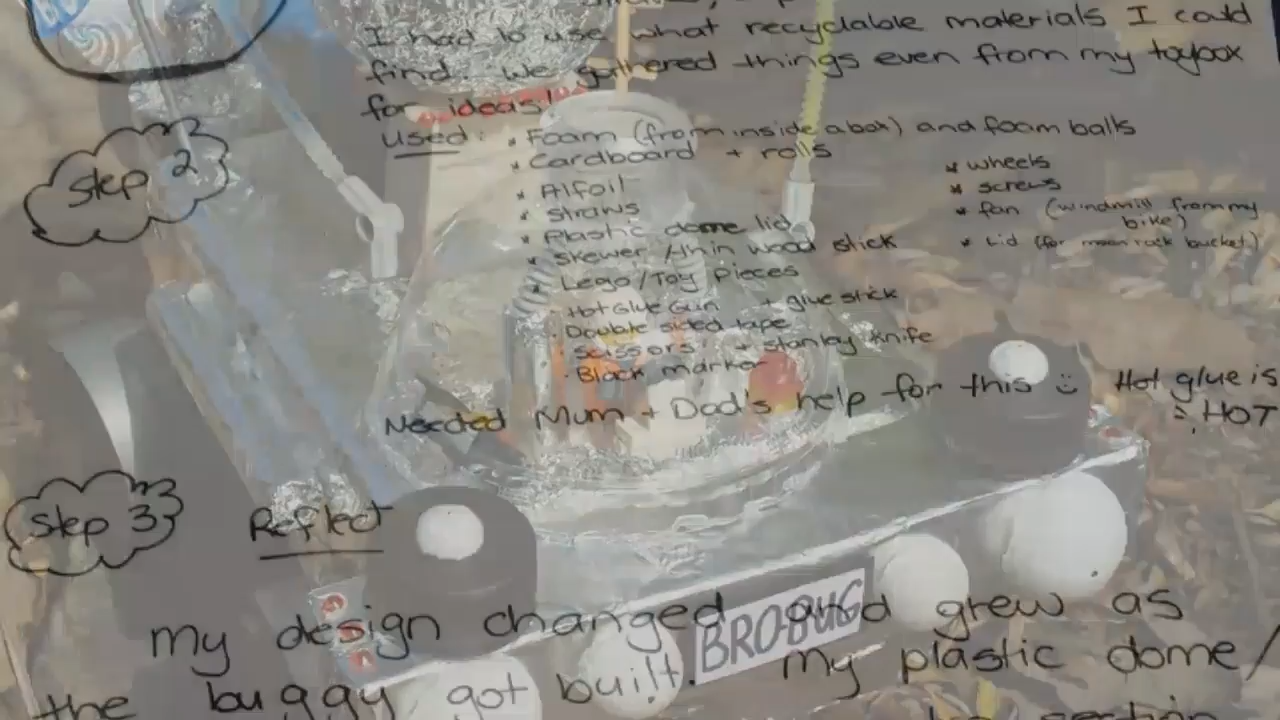 I had to use what recyclable materials I could
find. We gathered things even from my toybox
for ideas!
Step 2
Used: * Foam (from inside a box) and foam balls
* Cardboard + rolls
* Alfoil
* Straws
* Plastic dome lid
* Skewer / thin wood stick
* Lego / Toy Pieces
* wheels
* screws
* fan (windmill from my
bike)
* Lid (for moon rock bucket)
· Hot Glue Gun + glue stick
· Double sided tape
· Scissors + stanley knife
· Black marker
Needed Mum + Dad's help for this Hot glue is
HOT
Step 3
Reflect
My design changed and grew as
the buggy got built. My plastic dome/
section
BROBUG